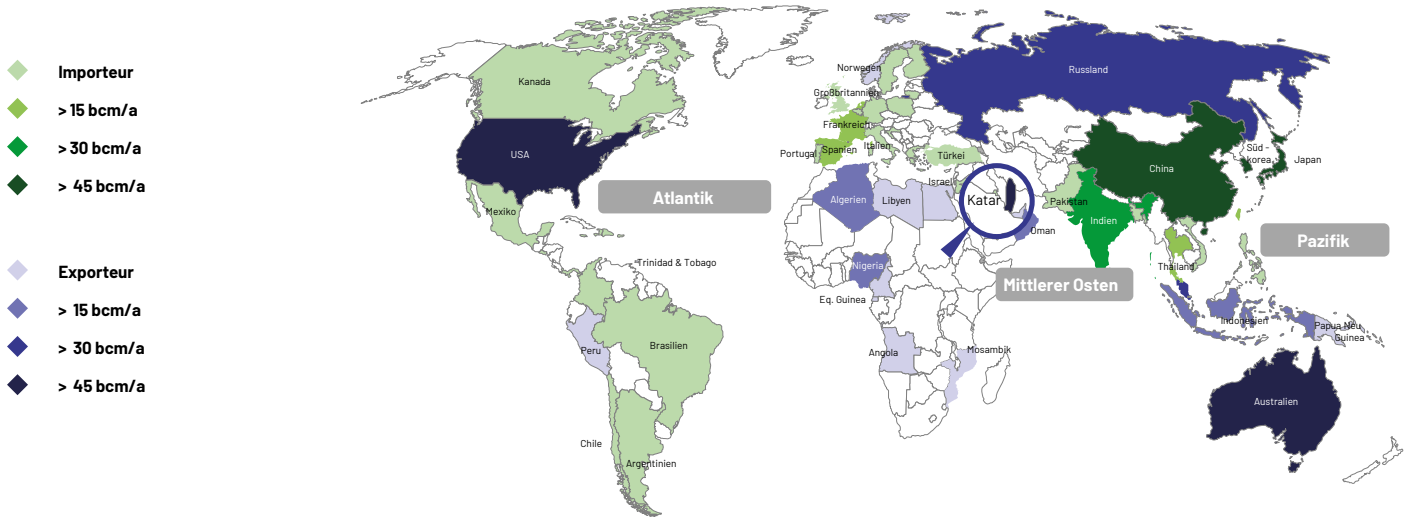 Importeur
> 15 bcm/a
> 30 bcm/a
> 45 bcm/a
Exporteur
> 15 bcm/a
> 30 bcm/a
> 45 bcm/a
Kanada
USA
Mexiko
Atlantik
Trinidad & Tobago
Peru
Brasilien
Chile
Argentinien
Norwegen
Großbritannien
Frankreich
Portugal
Spanien
Italien
Türkei
Israel
Algerien
Libyen
Katar
Oman
Nigeria
Eq. Guinea
Angola
Mosambik
Mittlerer Osten
Russland
China
Pakistan
Indien
Süd -
korea
Japan
Pazifik
Thailand
Indonesien
Papua Neu
Guinea
Australien